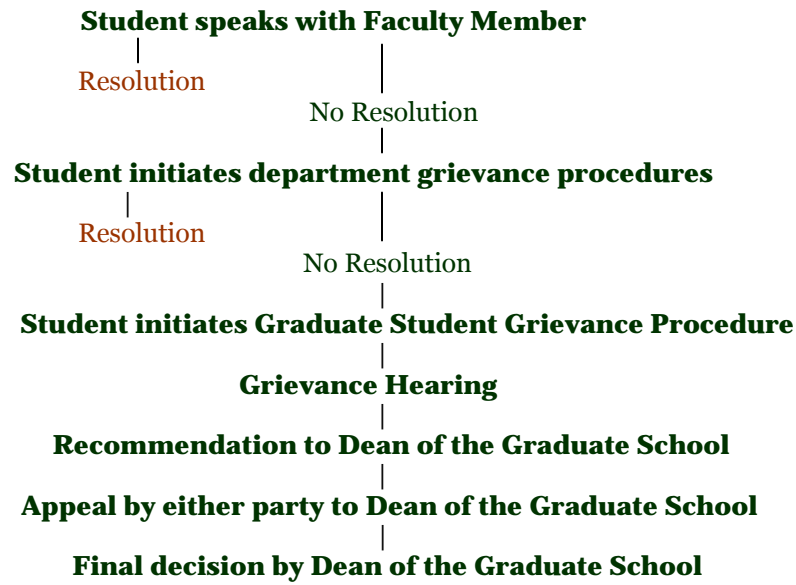 Student speaks with Faculty Member
Resolution
No Resolution
Student initiates department grievance procedures
Resolution
No Resolution
Student initiates Graduate Student Grievance Procedure
Grievance Hearing
Recommendation to Dean of the Graduate School
Appeal by either party to Dean of the Graduate School
Final decision by Dean of the Graduate School